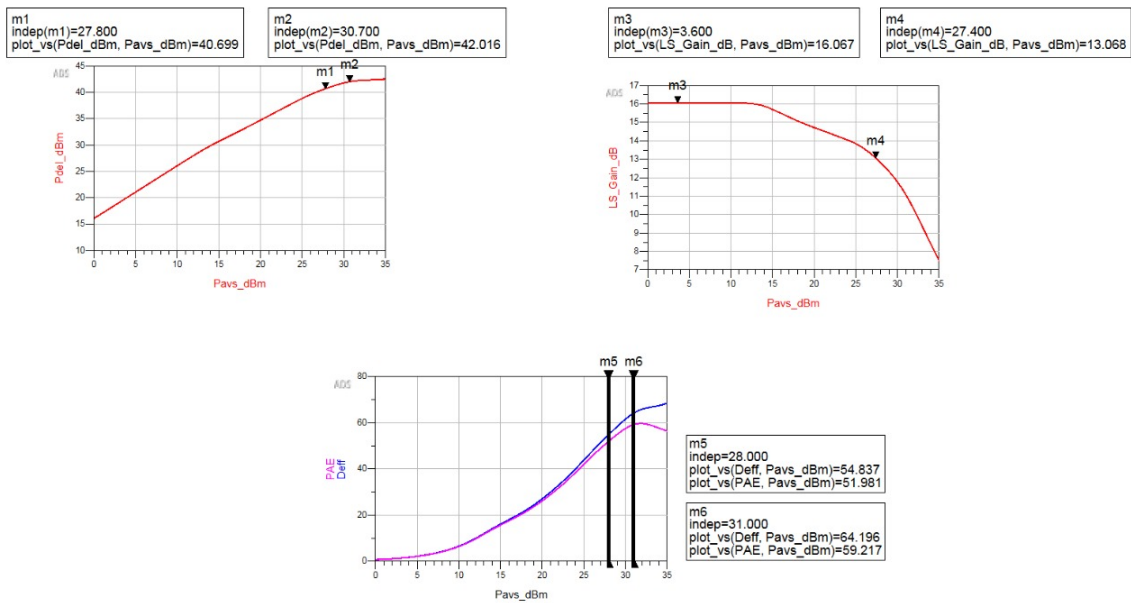 m1
indep(m1)=27.800
plot_vs(Pdel_dBm, Pavs_dBm)=40.699
m2
indep(m2)=30.700
plot_vs(Pdel_dBm, Pavs_dBm)=42.016
m3
indep(m3)=3.600
plot_vs(LS_Gain_dB, Pavs_dBm)=16.067
m4
indep(m4)=27.400
plot_vs(LS_Gain_dB, Pavs_dBm)=13.068
ADS
m1
m2
45
40
35
30
25
20
15
10
Pdel_dBm
0
5
10
15
20
25
30
35
Pavs_dBm
ADS
m3
m4
17
16
15
14
13
12
11
10
9
8
7
LS_Gain_dB
0
5
10
15
20
25
30
35
Pavs_dBm
ADS
m5 m6
80
60
40
20
0
PAE
Deff
0
5
10
15
20
25
30
35
Pavs_dBm
m5
indep=28.000
plot_vs(Deff, Pavs_dBm)=54.837
plot_vs(PAE, Pavs_dBm)=51.981
m6
indep=31.000
plot_vs(Deff, Pavs_dBm)=64.196
plot_vs(PAE, Pavs_dBm)=59.217